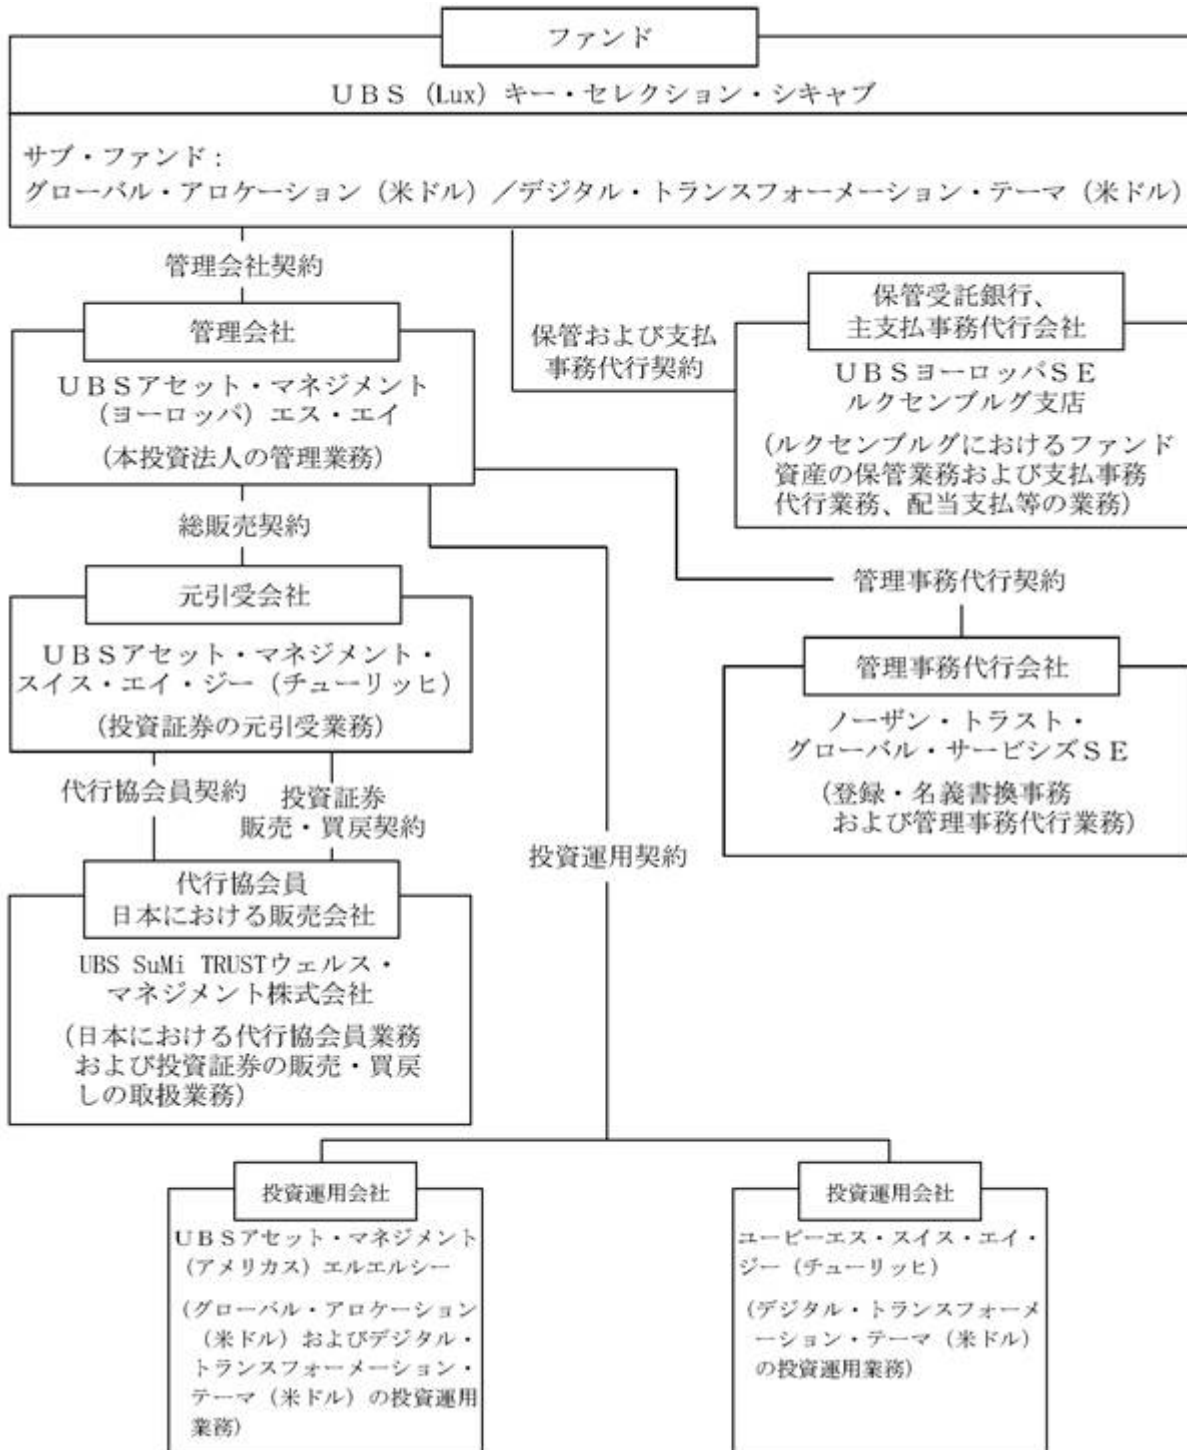 ファンド
ＵＢＳ（Lux）キー・セレクション・シキャブ
サブ・ファンド：
グローバル・アロケーション（米ドル）／デジタル・トランスフォーメーション・テーマ（米ドル）
管理会社契約
管理会社
ＵＢＳアセット・マネジメント
（ヨーロッパ）エス・エイ
（本投資法人の管理業務）
保管および支払
事務代行契約
保管受託銀行、
主支払事務代行会社
ＵＢＳヨーロッパＳＥ
ルクセンブルグ支店
（ルクセンブルグにおけるファンド
資産の保管業務および支払事務
代行業務、配当支払等の業務）
総販売契約
元引受会社
ＵＢＳアセット・マネジメント・
スイス・エイ・ジー（チューリッヒ）
（投資証券の元引受業務）
管理事務代行契約
管理事務代行会社
ノーザン・トラスト・
グローバル・サービシズＳＥ
（登録・名義書換事務
および管理事務代行業務）
代行協会員契約
投資証券
販売・買戻契約
代行協会員
日本における販売会社
UBS SuMi TRUSTウェルス・
マネジメント株式会社
（日本における代行協会員業務
および投資証券の販売・買戻
しの取扱業務）
投資運用契約
投資運用会社
ＵＢＳアセット・マネジメント
（アメリカス）エルエルシー
（グローバル・アロケーション
（米ドル）およびデジタル・
トランスフォーメーション・
テーマ（米ドル）の投資運用
業務）
投資運用会社
ユービーエス・スイス・エイ・
ジー（チューリッヒ）
（デジタル・トランスフォーメ
ーション・テーマ（米ドル）
の投資運用業務）